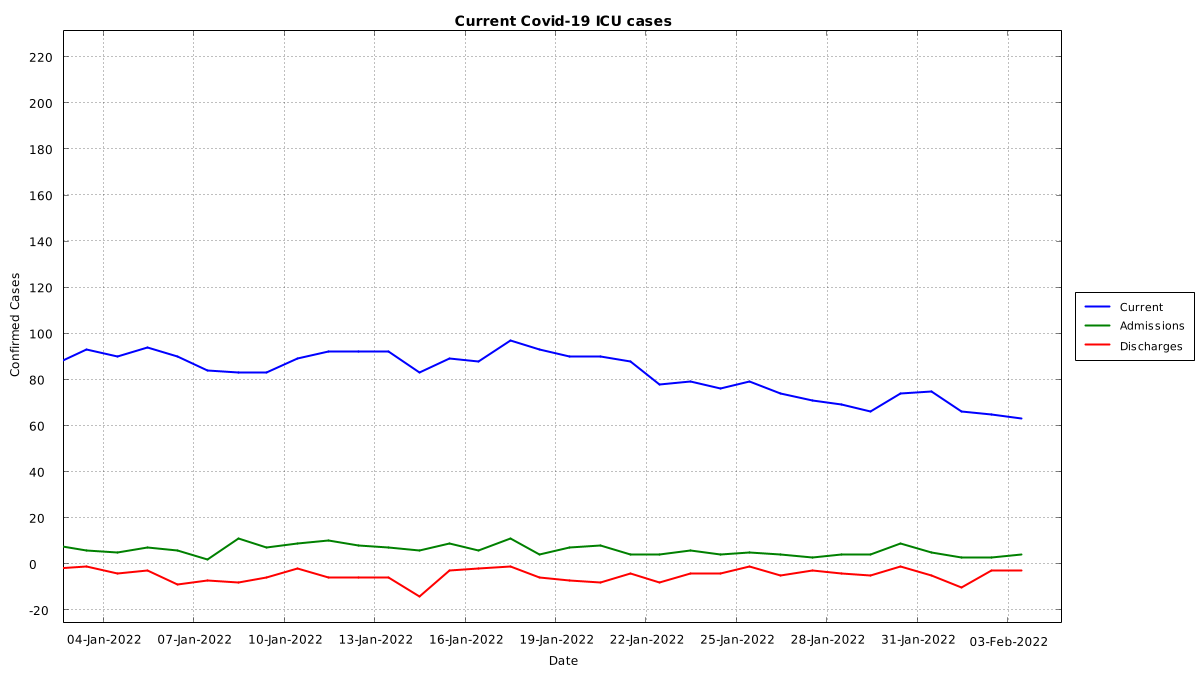 Current Covid-19 ICU cases
Confirmed Cases
220
200
180
160
140
120
100
80
60
40
20
0
-20
04-Jan-2022 07-Jan-2022 10-Jan-2022 13-Jan-2022 16-Jan-2022 19-Jan-2022 22-Jan-2022 25-Jan-2022 28-Jan-2022 31-Jan-2022 03-Feb-2022
Date
Current
Admissions
Discharges